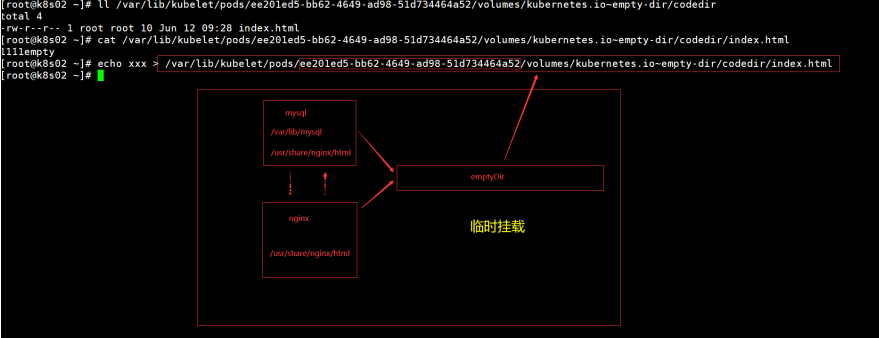 [root@k8s02 ~]# ll /var/lib/kubelet/pods/ee201ed5-bb62-4649-ad98-51d734464a52/volumes/kubernetes.io~empty-dir/codedir
total 4
-rw-r--r-- 1 root root 10 Jun 12 09:28 index.html
[root@k8s02 ~]# cat /var/lib/kubelet/pods/ee201ed5-bb62-4649-ad98-51d734464a52/volumes/kubernetes.io~empty-dir/codedir/index.html
1111empty
[root@k8s02 ~]# echo xxx > /var/lib/kubelet/pods/ee201ed5-bb62-4649-ad98-51d734464a52/volumes/kubernetes.io~empty-dir/codedir/index.html
[root@k8s02 ~]#
mysql
/var/lib/mysql
/usr/share/nginx/html
emptyDir
nginx
临时挂载
/usr/share/nginx/html